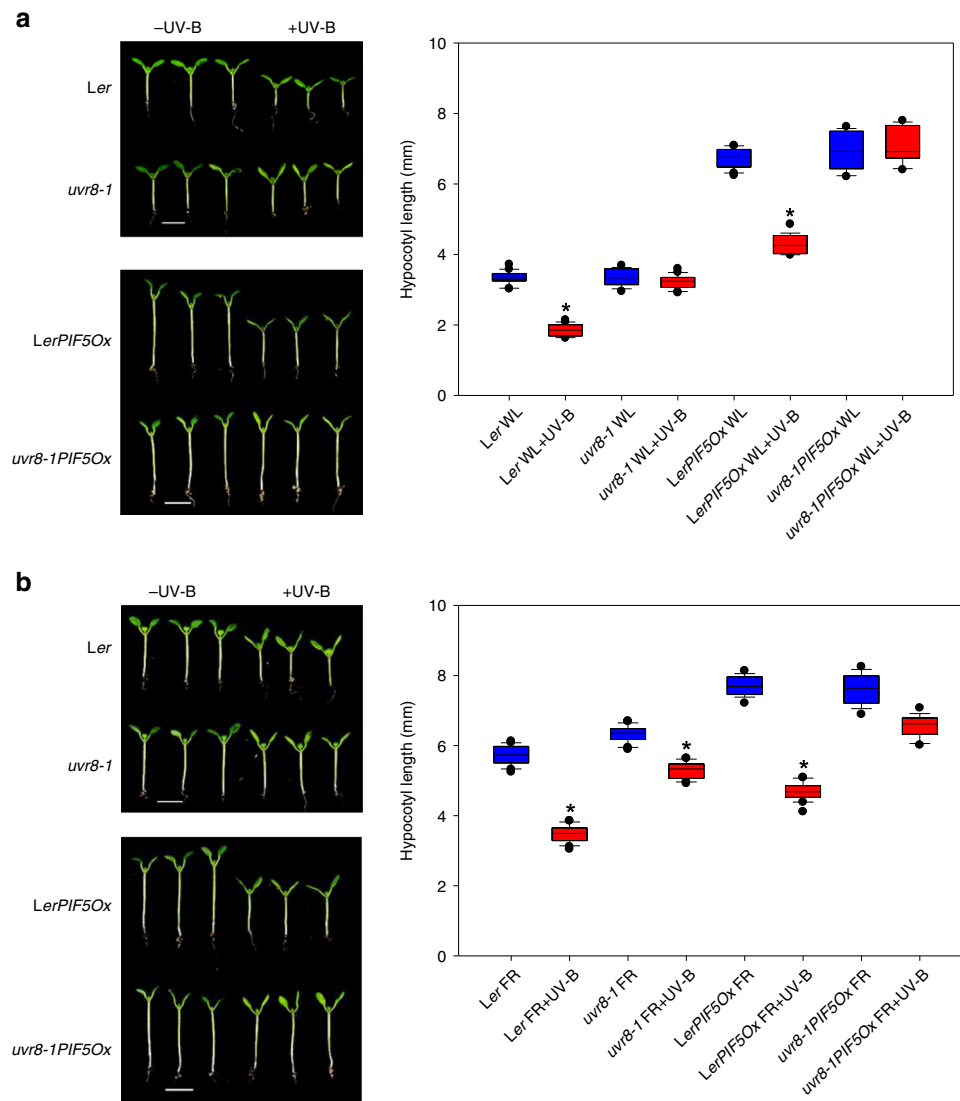 a
–UV-B +UV-B
Ler
uvr8-1
LerPIF5Ox
uvr8-1PIF5Ox
Hypocotyl length (mm)
10
8
6
4
2
0
*
*
Ler WL
Ler WL+UV-B
uvr8-1 WL
uvr8-1 WL+UV-B
LerPIF5Ox WL
LerPIF5Ox WL+UV-B
uvr8-1PIF5Ox WL
uvr8-1PIF5Ox WL+UV-B
b
–UV-B +UV-B
Ler
uvr8-1
LerPIF5Ox
uvr8-1PIF5Ox
Hypocotyl length (mm)
10
8
6
4
2
0
*
*
*
Ler FR
Ler FR+UV-B
uvr8-1 FR
uvr8-1 FR+UV-B
LerPIF5Ox FR
LerPIF5Ox FR+UV-B
uvr8-1PIF5Ox FR
uvr8-1PIF5Ox FR+UV-B